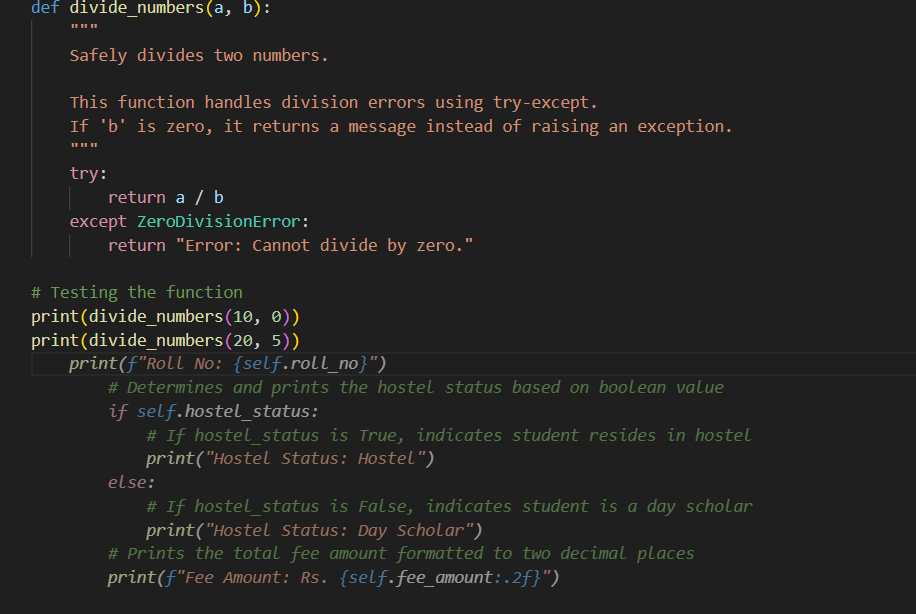 def divide_numbers(a, b):
    """
    Safely divides two numbers.

    This function handles division errors using try-except.
    If 'b' is zero, it returns a message instead of raising an exception.
    """
    try:
        return a / b
    except ZeroDivisionError:
        return "Error: Cannot divide by zero."

# Testing the function
print(divide_numbers(10, 0))
print(divide_numbers(20, 5))
    print(f"Roll No: {self.roll_no}")
        # Determines and prints the hostel status based on boolean value
        if self.hostel_status:
            # If hostel_status is True, indicates student resides in hostel
            print("Hostel Status: Hostel")
        else:
            # If hostel_status is False, indicates student is a day scholar
            print("Hostel Status: Day Scholar")
        # Prints the total fee amount formatted to two decimal places
        print(f"Fee Amount: Rs. {self.fee_amount:.2f}")